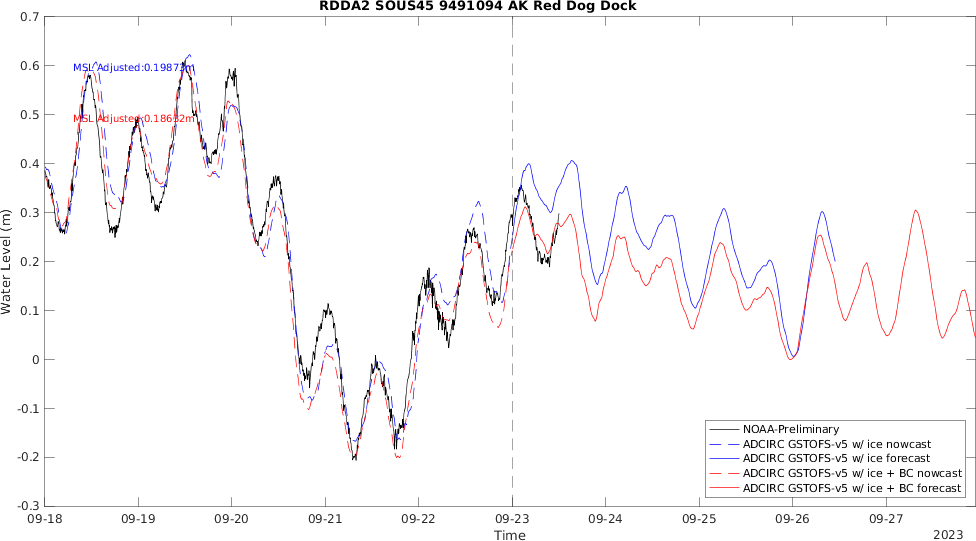 RDDA2 SOUS45 9491094 AK Red Dog Dock
0.7
0.6
0.5
0.4
0.3
0.2
0.1
0
-0.1
-0.2
-0.3
Water Level (m)
MSL Adjusted:0.19873m
MSL Adjusted:0.18632m
NOAA-Preliminary
ADCIRC GSTOFS-v5 w/ ice nowcast
ADCIRC GSTOFS-v5 w/ ice forecast
ADCIRC GSTOFS-v5 w/ ice + BC nowcast
ADCIRC GSTOFS-v5 w/ ice + BC forecast
09-18 09-19 09-20 09-21 09-22 09-23 09-24 09-25 09-26 09-27
Time
2023